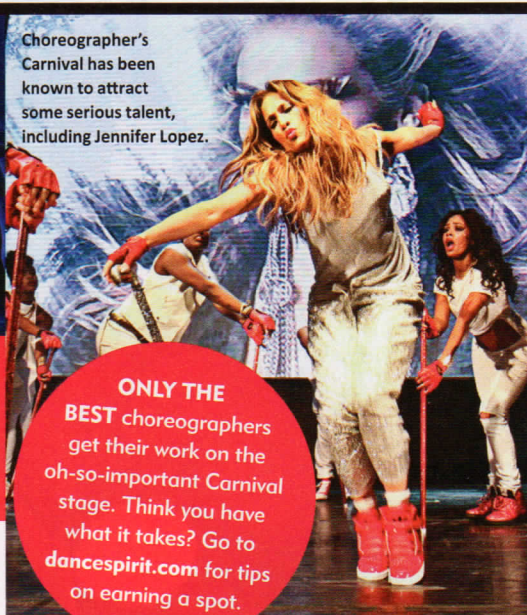 Choreographer's
Carnival has been
known to attract
some serious talent,
including Jennifer Lopez.
ONLY THE
BEST choreographers
get their work on the
oh-so-important Carnival
stage. Think you have
what it takes? Go to
dancespirit.com for tips
on earning a spot.